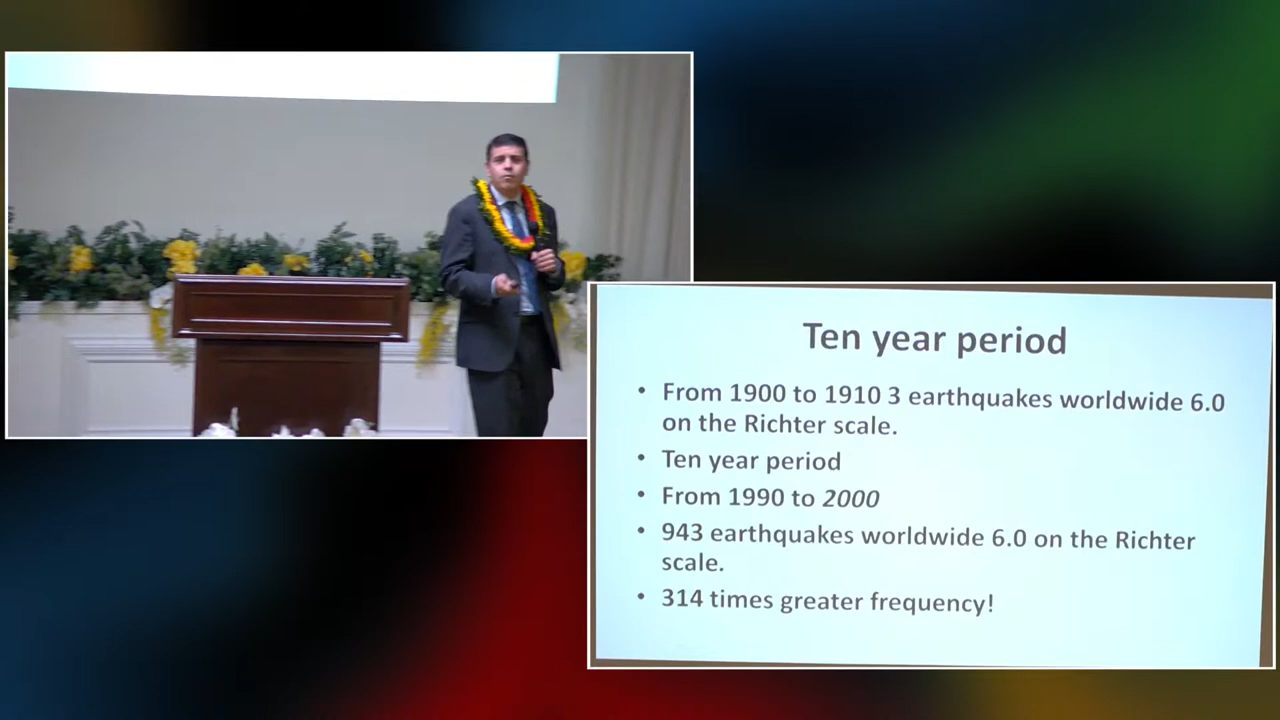 Ten year period
• From 1900 to 1910 3 earthquakes worldwide 6.0
on the Richter scale.
• Ten year period
• From 1990 to 2000
• 943 earthquakes worldwide 6.0 on the Richter
scale.
• 314 times greater frequency!